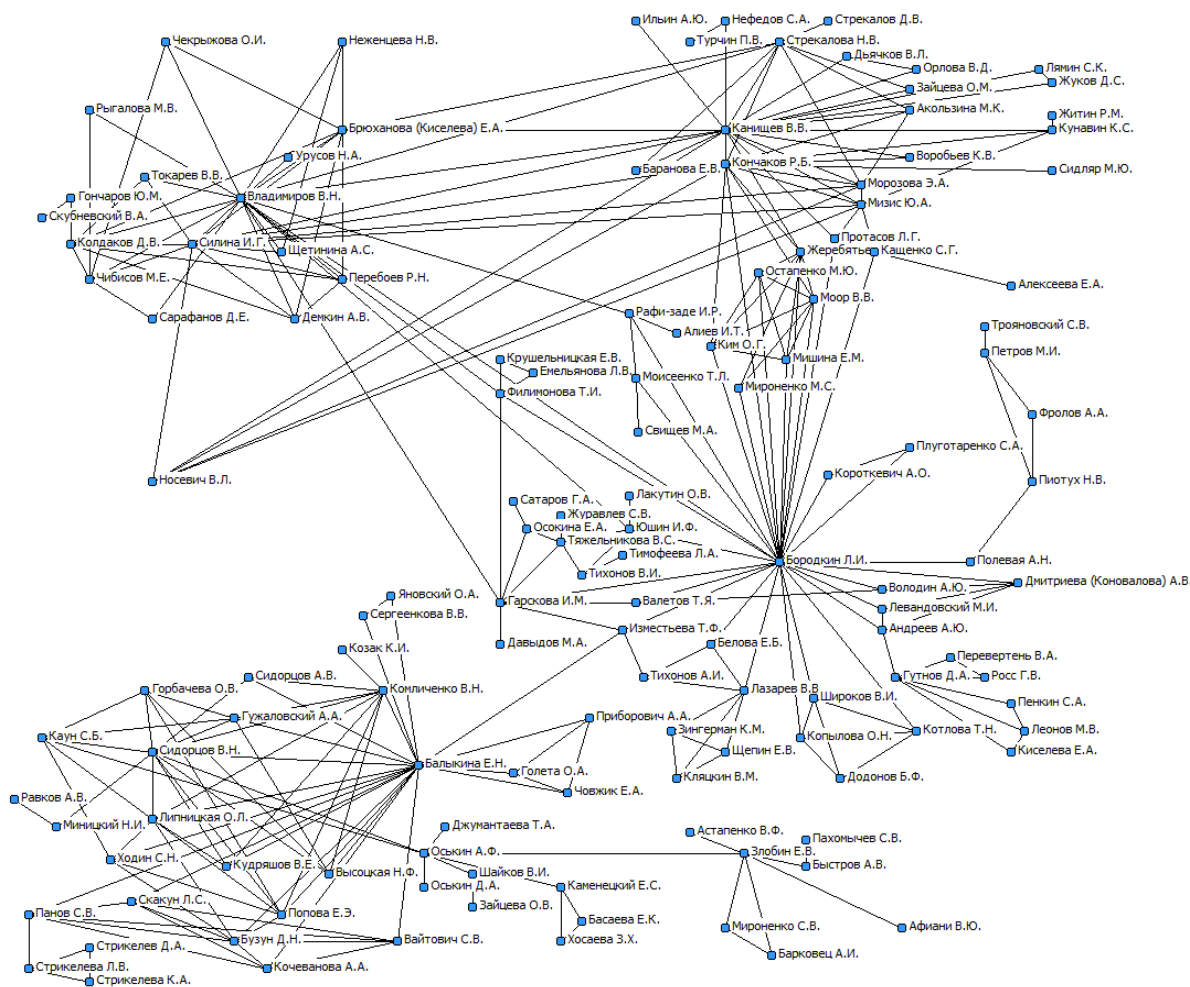 Ильин А.Ю.
Нефедов С.А.
Стрекалов Д.В.
Чекрыжова О.И.
Неженцева Н.В.
Турчин П.В.
Стрекалова Н.В.
Дьячков В.Л.
Орлова В.Д.
Лямин С.К.
Зайцева О.М.
Жуков Д.С.
Рыгалова М.В.
Акользина М.К.
Житин Р.М.
Брюханова (Киселева) Е.А.
Канищев В.В.
Кунавин К.С.
Урусов Н.А.
Воробьев К.В.
Баранова Е.В.
Кончаков Р.Б.
Сидляр М.Ю.
Токарев В.В.
Морозова Э.А.
Гончаров Ю.М.
Владимиров В.Н.
Мизис Ю.А.
Скубневский В.А.
Протасов Л.Г.
Колдаков Д.В.
Силина И.Г.
Щетинина А.С.
Жеребятье
Кащенко С.Г.
Остапенко М.Ю.
Чибисов М.Е.
Перебоев Р.Н.
Алексеева Е.А.
Моор В.В.
Сарафанов Д.Е.
Демкин А.В.
Рафи-заде И.Р.
Трояновский С.В.
Алиев И.Т.
Ким О.Г.
Петров М.И.
Крушельницкая Е.В.
Мишина Е.М.
Емельянова Л.В.
Моисеенко Т.Л.
Филимонова Т.И.
Мироненко М.С.
Фролов А.А.
Свищев М.А.
Плуготаренко С.А.
Короткевич А.О.
Носевич В.Л.
Пиотух Н.В.
Сатаров Г.А.
Лакутин О.В.
Журавлев С.В.
Осокина Е.А.
Юшин И.Ф.
Тяжельникова В.С.
Тимофеева Л.А.
Бородкин Л.И.
Полевая А.Н.
Тихонов В.И.
Дмитриева (Коновалова) А.В
Володин А.Ю.
Яновский О.А.
Гарскова И.М.
Валетов Т.Я.
Левандовский М.И.
Сергеенкова В.В.
Изместьева Т.Ф.
Андреев А.Ю.
Давыдов М.А.
Белова Е.Б.
Козак К.И.
Перевертень В.А.
Сидорцов А.В.
Тихонов А.И.
Гутнов Д.А.
Росс Г.В.
Горбачева О.В.
Комличенко В.Н.
Лазарев В.В
Широков В.И.
Пенкин С.А.
Гужаловский А.А.
Приборович А.А.
Зингерман К.М.
Котлова Т.Н.
Леонов М.В.
Каун С.Б.
Копылова О.Н.
Сидорцов В.Н.
Щепин Е.В.
Киселева Е.А.
Балыкина Е.Н.
Голета О.А.
Кляцкин В.М.
Додонов Б.Ф.
Човжик Е.А.
Равков А.В.
Миницкий Н.И.
Липницкая О.Л.
Джумантаева Т.А.
Астапенко В.Ф.
Пахомычев С.В.
Ходин С.Н.
Оськин А.Ф.
Злобин Е.В.
Кудряшов В.Е.
Высоцкая Н.Ф.
Шайков В.И.
Быстров А.В.
Оськин Д.А.
Каменецкий Е.С.
Скакун Л.С.
Зайцева О.В.
Панов С.В.
Попова Е.Э.
Басаева Е.К.
Мироненко С.В.
Афиани В.Ю.
Стрикелев Д.А.
Бузун Д.Н.
Вайтович С.В.
Хосаева З.Х.
Барковец А.И.
Стрикелева Л.В.
Кочеванова А.А.
Стрикелева К.А.